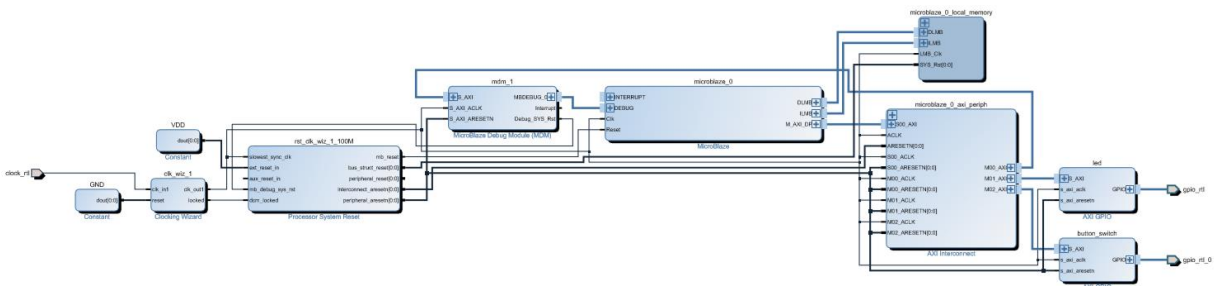 microblaze_0_local_memory
DLMB
ILMB
LMB_Clk
SYS_Rst[0:0]
mdm_1
S_AXI
S_AXI_ACLK
S_AXI_ARESETN
MBDEBUG_0
Interrupt
Debug_SYS_Rst
MicroBlaze Debug Module (MDM)
microblaze_0
INTERRUPT
DEBUG
Clk
Reset
DLMB
ILMB
M_AXI_DP
MicroBlaze
microblaze_0_axi_periph
S00_AXI
ACLK
ARESETN[0:0]
S00_ACLK
S00_ARESETN[0:0]
M00_ACLK
M00_ARESETN[0:0]
M01_ACLK
M01_ARESETN[0:0]
M02_ACLK
M02_ARESETN[0:0]
M00_AXI
M01_AXI
M02_AXI
AXI Interconnect
VDD
dout[0:0]
Constant
rst_clk_wiz_1_100M
slowest_sync_clk
ext_reset_in
aux_reset_in
mb_debug_sys_rst
dcm_locked
mb_reset
bus_struct_reset[0:0]
peripheral_reset[0:0]
interconnect_aresetn[0:0]
peripheral_aresetn[0:0]
Processor System Reset
clock_rtl
GND
dout[0:0]
Constant
clk_wiz_1
clk_in1
reset
clk_out1
locked
Clocking Wizard
led
S_AXI
s_axi_aclk
s_axi_aresetn
GPIO
AXI GPIO
gpio_rtl
button_switch
S_AXI
s_axi_aclk
s_axi_aresetn
GPIO
gpio_rtl_0